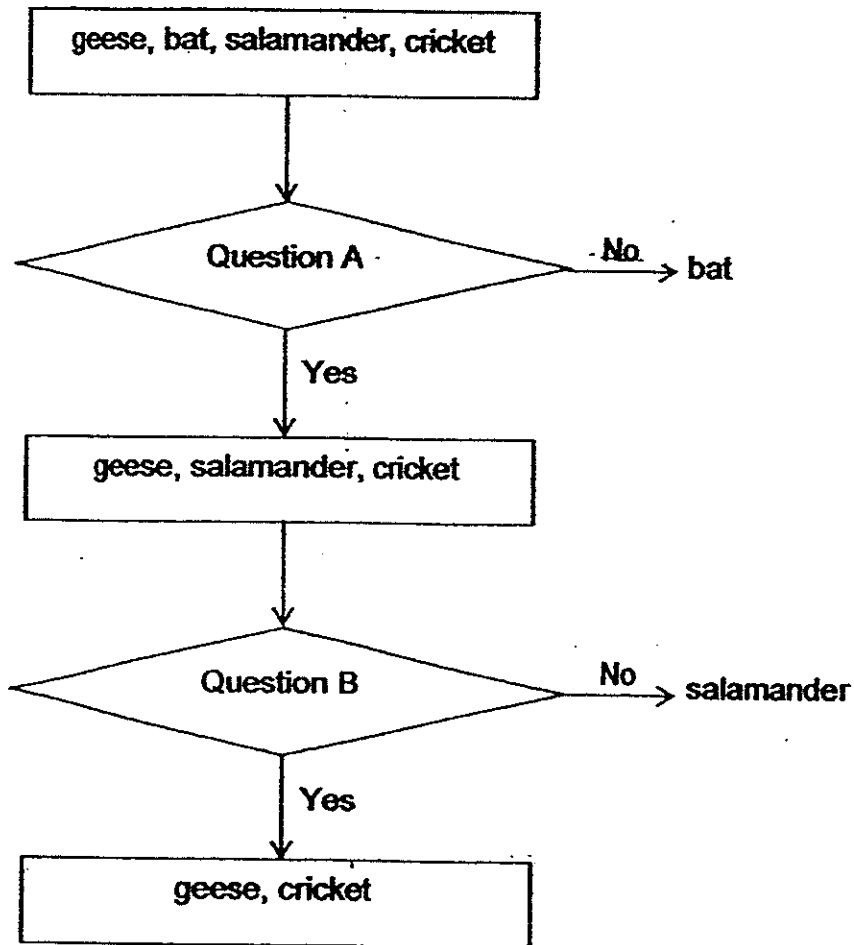 geese, bat, salamander, cricket
Question A
No
bat
Yes
geese, salamander, cricket
Question B
No
salamander
Yes
geese, cricket